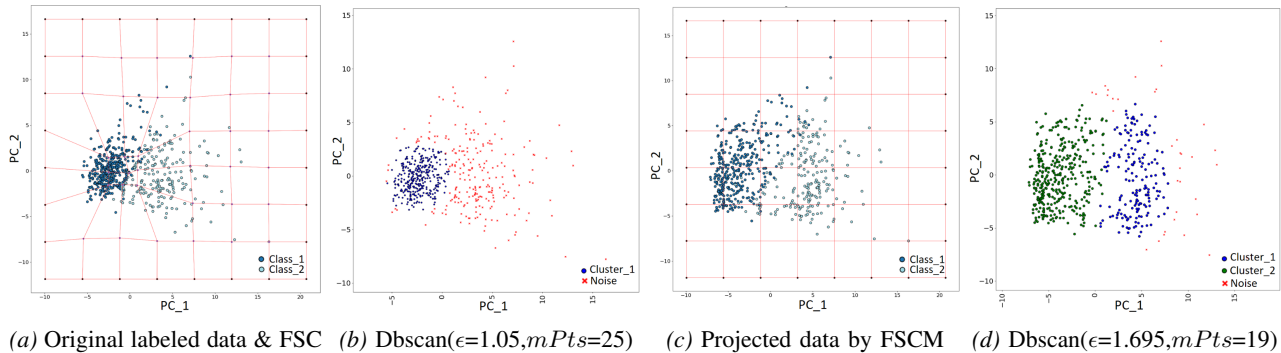 15
10
5
0
−5
−10
PC_2
−10
−5
0
5
10
15
20
PC_1
Class_1
Class_2
15
10
5
0
−5
−10
PC_2
−5
0
5
10
15
PC_1
Cluster_1
Noise
15
10
5
0
−5
−10
PC_2
−10
−5
0
5
10
15
20
PC_1
Class_1
Class_2
15
10
5
0
−5
−10
PC_2
−10
−5
0
5
10
15
20
PC_1
Cluster_1
Cluster_2
Noise
(a) Original labeled data & FSC
(b) Dbscan(ϵ=1.05,mPts=25)
(c) Projected data by FSCM
(d) Dbscan(ϵ=1.695,mPts=19)